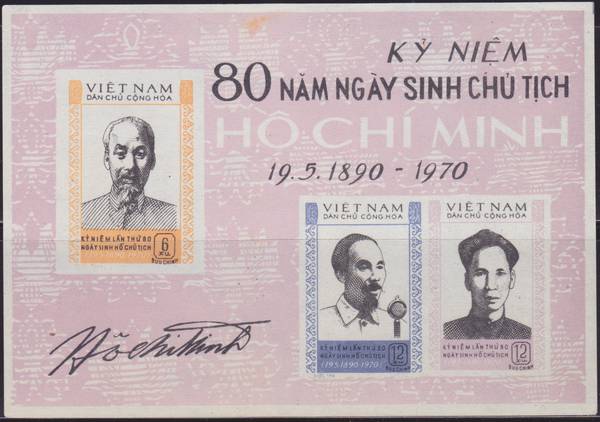 KỶ NIỆM
80 NĂM NGÀY SINH CHỦ TỊCH
HỒ-CHÍ MINH
19.5.1890 - 1970
VIỆT NAM
DÂN CHỦ CỘNG HÒA
KỶ NIỆM LẦN THỨ 80
NGÀY SINH HỒ CHỦ TỊCH
(19.5.1890-1970)
6
XU
BƯU CHÍNH
VIỆT NAM
DÂN CHỦ CỘNG HÒA
KỶ NIỆM LẦN THỨ 80
NGÀY SINH HỒ CHỦ TỊCH
(19.5.1890-1970)
12
XU
BƯU CHÍNH
VIỆT NAM
DÂN CHỦ CỘNG HÒA
KỶ NIỆM LẦN THỨ 80
NGÀY SINH HỒ CHỦ TỊCH
12
XU
BƯU CHÍNH
Hồ Chí Minh